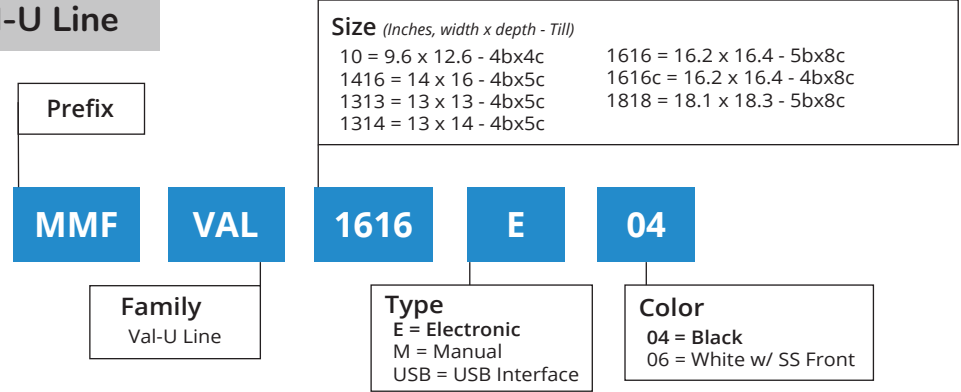 -U Line
Size (Inches, width x depth - Till)
10 = 9.6 x 12.6 - 4bx4c
1416 = 14 x 16 - 4bx5c
1313 = 13 x 13 - 4bx5c
1314 = 13 x 14 - 4bx5c
1616 = 16.2 x 16.4 - 5bx8c
1616c = 16.2 x 16.4 - 4bx8c
1818 = 18.1 x 18.3 - 5bx8c
Prefix
MMF VAL 1616 E 04
Family
Val-U Line
Type
E = Electronic
M = Manual
USB = USB Interface
Color
04 = Black
06 = White w/ SS Front